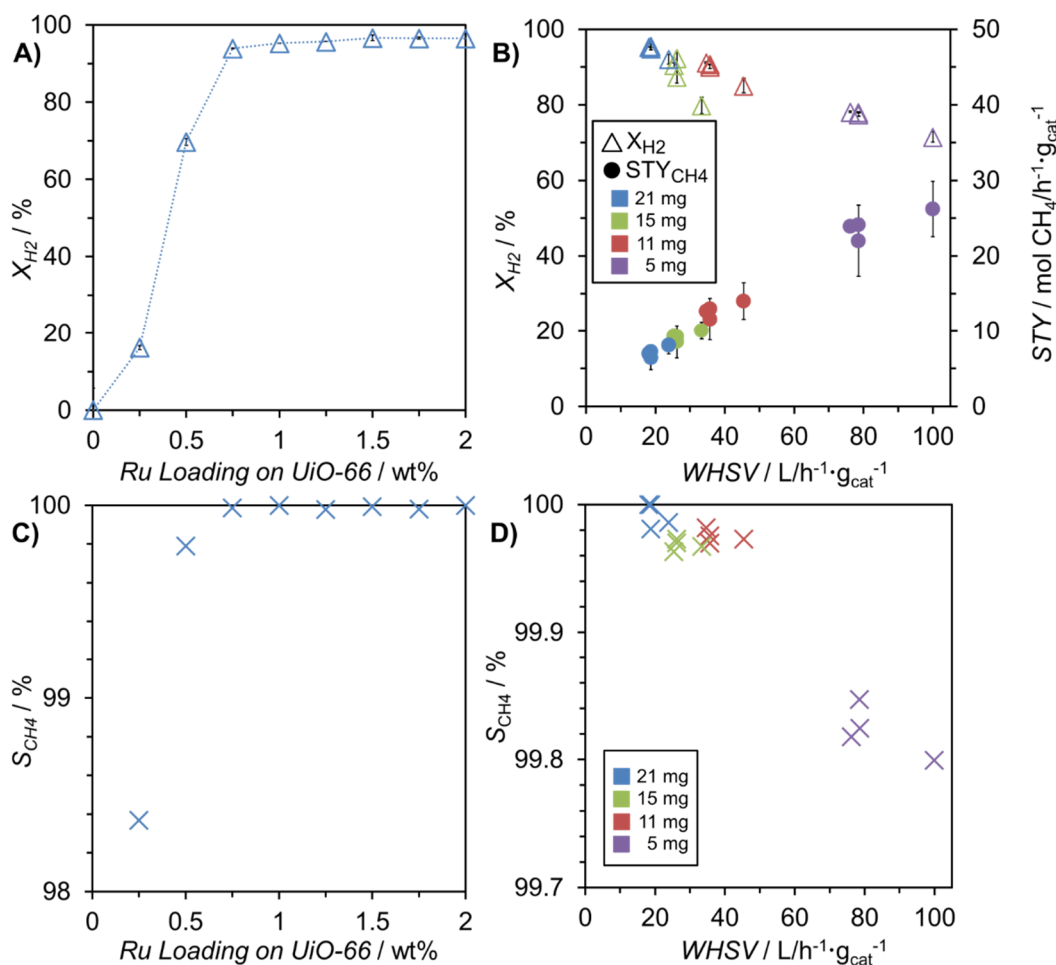 A)
100
80
60
40
20
0
X_H2 / %
0
0.5
1
1.5
2
Ru Loading on UiO-66 / wt%
B)
100
80
60
40
20
0
X_H2 / %
X_H2
STY_CH4
21 mg
15 mg
11 mg
5 mg
50
40
30
20
10
0
STY / mol CH4/h⁻¹·g_cat⁻¹
0
20
40
60
80
100
WHSV / L/h⁻¹·g_cat⁻¹
C)
100
99
98
S_CH4 / %
0
0.5
1
1.5
2
Ru Loading on UiO-66 / wt%
D)
100
99.9
99.8
99.7
S_CH4 / %
21 mg
15 mg
11 mg
5 mg
0
20
40
60
80
100
WHSV / L/h⁻¹·g_cat⁻¹